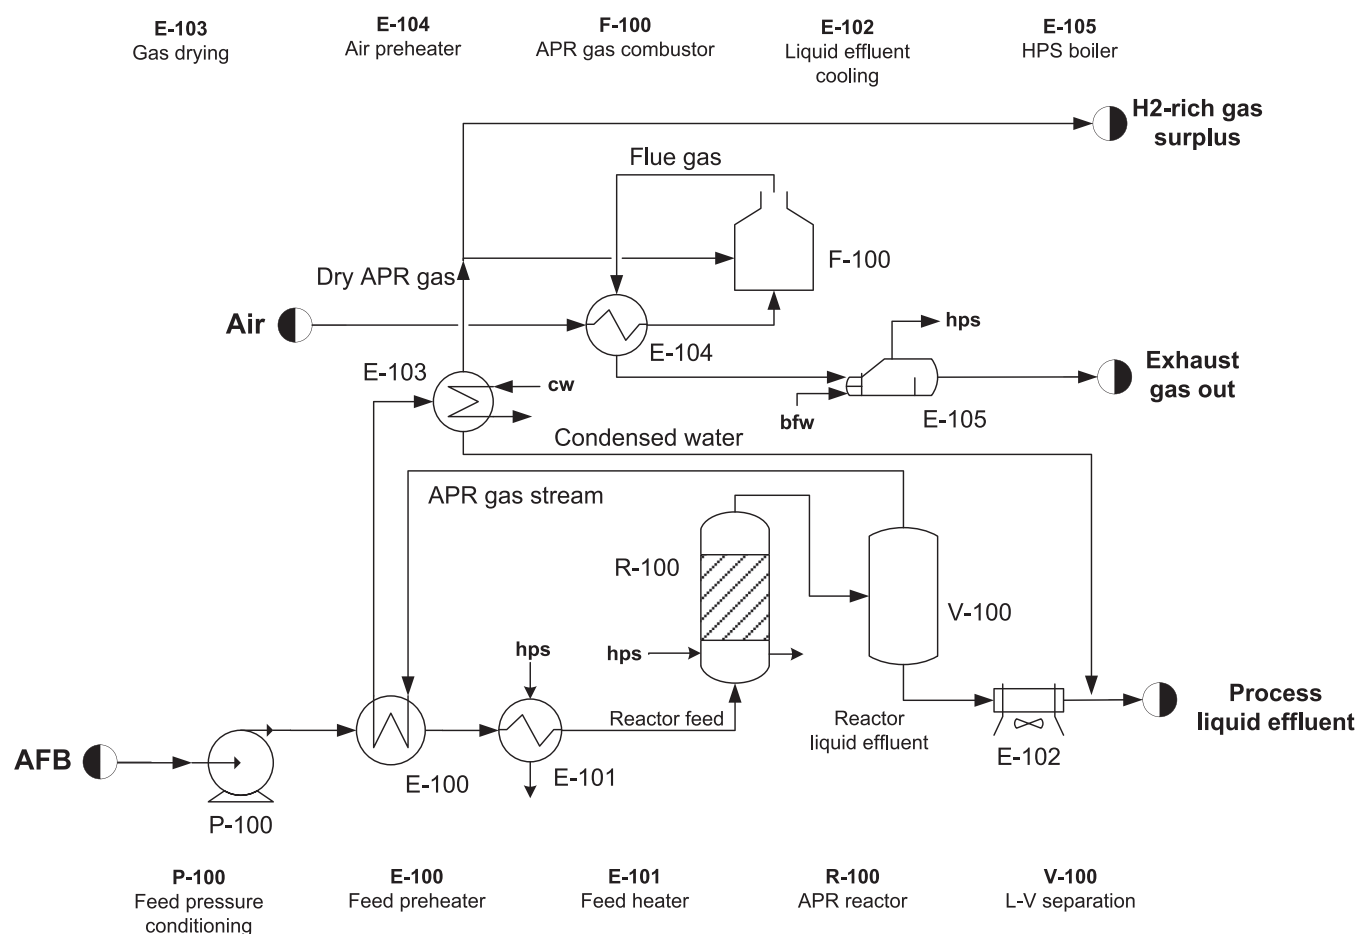 E-103
Gas drying
E-104
Air preheater
F-100
APR gas combustor
E-102
Liquid effluent
cooling
E-105
HPS boiler
H2-rich gas
surplus
Flue gas
F-100
Dry APR gas
Air
E-104
hps
E-103
cw
Exhaust
gas out
bfw
E-105
Condensed water
APR gas stream
R-100
V-100
hps
hps
Reactor feed
Reactor
liquid effluent
Process
liquid effluent
E-102
AFB
E-100
E-101
P-100
P-100
Feed pressure
conditioning
E-100
Feed preheater
E-101
Feed heater
R-100
APR reactor
V-100
L-V separation